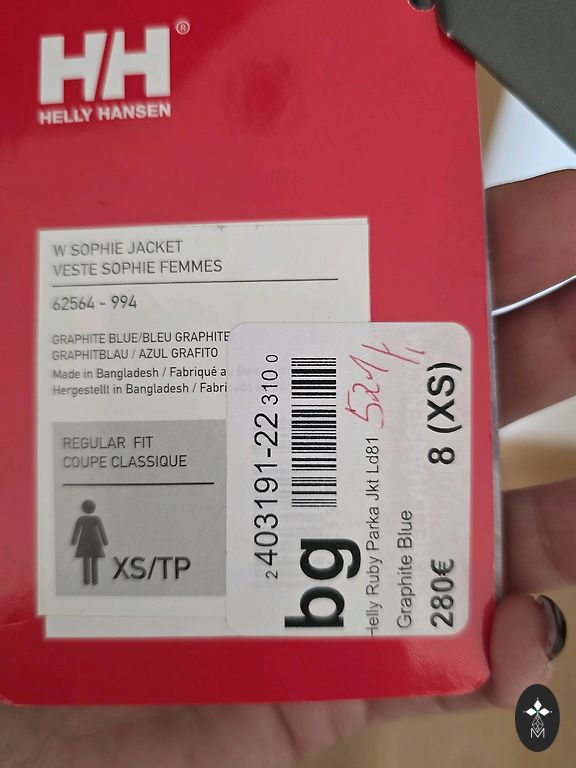 HH®
HELLY HANSEN
W SOPHIE JACKET
VESTE SOPHIE FEMMES
62564 - 994
GRAPHITE BLUE/BLEU GRAPHITE
GRAPHITBLAU / AZUL GRAFITO
Made in Bangladesh / Fabriqué a
Hergestellt in Bangladesh / Fabri
REGULAR FIT
COUPE CLASSIQUE
XS/TP
2 403191-22 310 0
bg
Helly Ruby Parka Jkt Ld81
Graphite Blue
280€ 8 (XS)